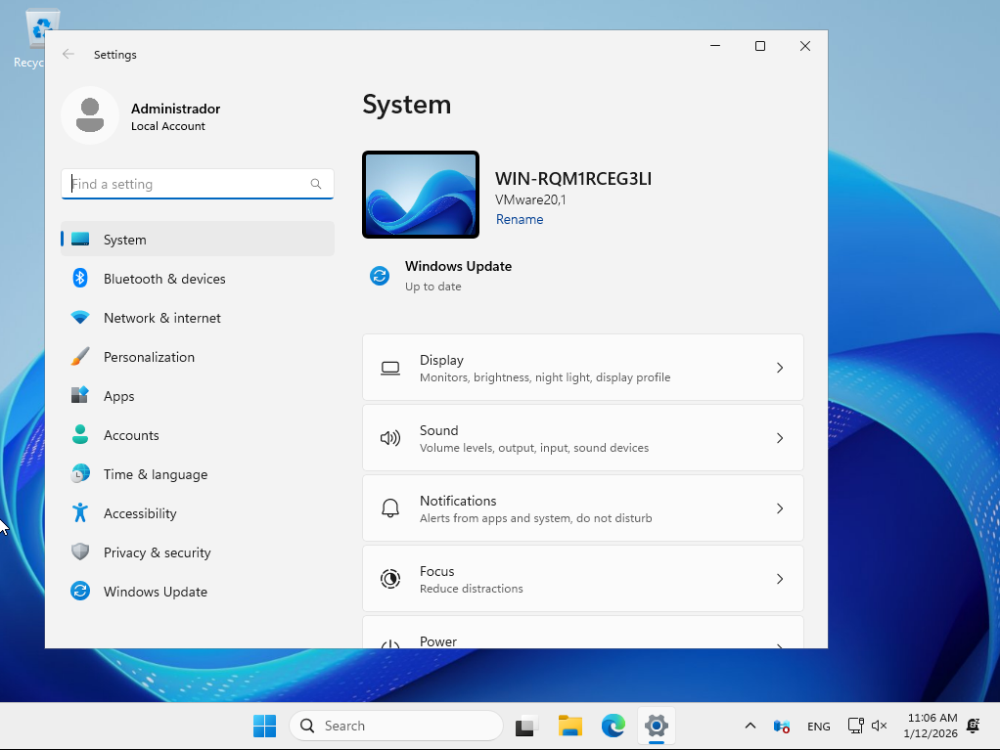 Recyc
Settings
Administrador
Local Account
Find a setting
System
Bluetooth & devices
Network & internet
Personalization
Apps
Accounts
Time & language
Accessibility
Privacy & security
Windows Update
System
WIN-RQM1RCEG3LI
VMware20,1
Rename
Windows Update
Up to date
Display
Monitors, brightness, night light, display profile
Sound
Volume levels, output, input, sound devices
Notifications
Alerts from apps and system, do not disturb
Focus
Reduce distractions
Power
Search
ENG
11:06 AM
1/12/2026